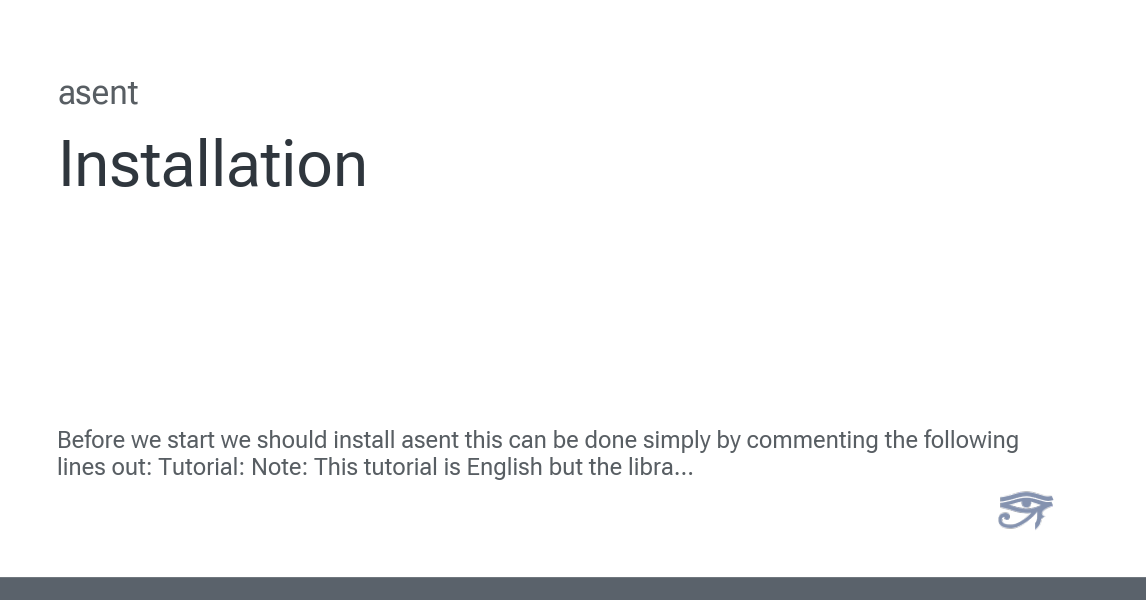 asent
Installation
Before we start we should install asent this can be done simply by commenting the following
lines out: Tutorial: Note: This tutorial is English but the libra...